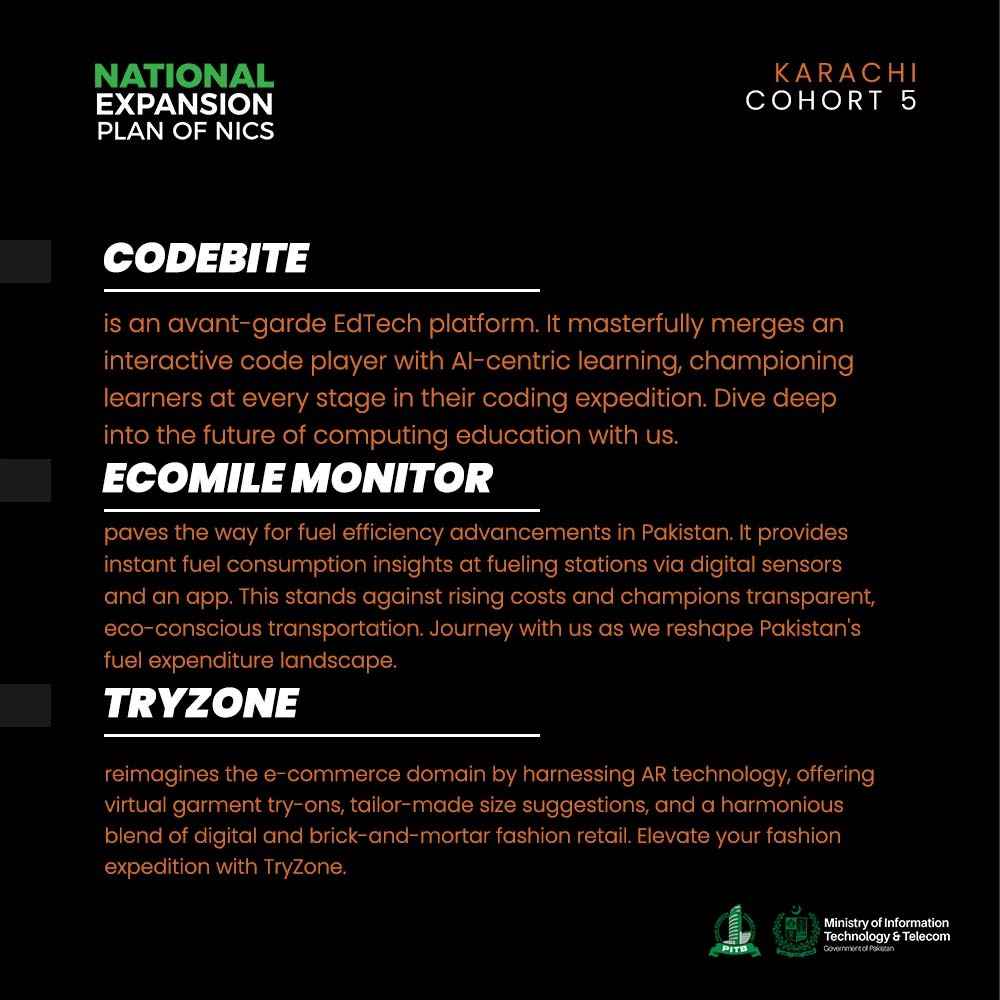 NATIONAL
EXPANSION
PLAN OF NICS
KARACHI
COHORT 5
CODEBITE
is an avant-garde EdTech platform. It masterfully merges an
interactive code player with AI-centric learning, championing
learners at every stage in their coding expedition. Dive deep
into the future of computing education with us.
ECOMILE MONITOR
paves the way for fuel efficiency advancements in Pakistan. It provides
instant fuel consumption insights at fueling stations via digital sensors
and an app. This stands against rising costs and champions transparent,
eco-conscious transportation. Journey with us as we reshape Pakistan's
fuel expenditure landscape.
TRYZONE
reimagines the e-commerce domain by harnessing AR technology, offering
virtual garment try-ons, tailor-made size suggestions, and a harmonious
blend of digital and brick-and-mortar fashion retail. Elevate your fashion
expedition with TryZone.
PITB
Ministry of Information
Technology & Telecom
Government of Pakistan